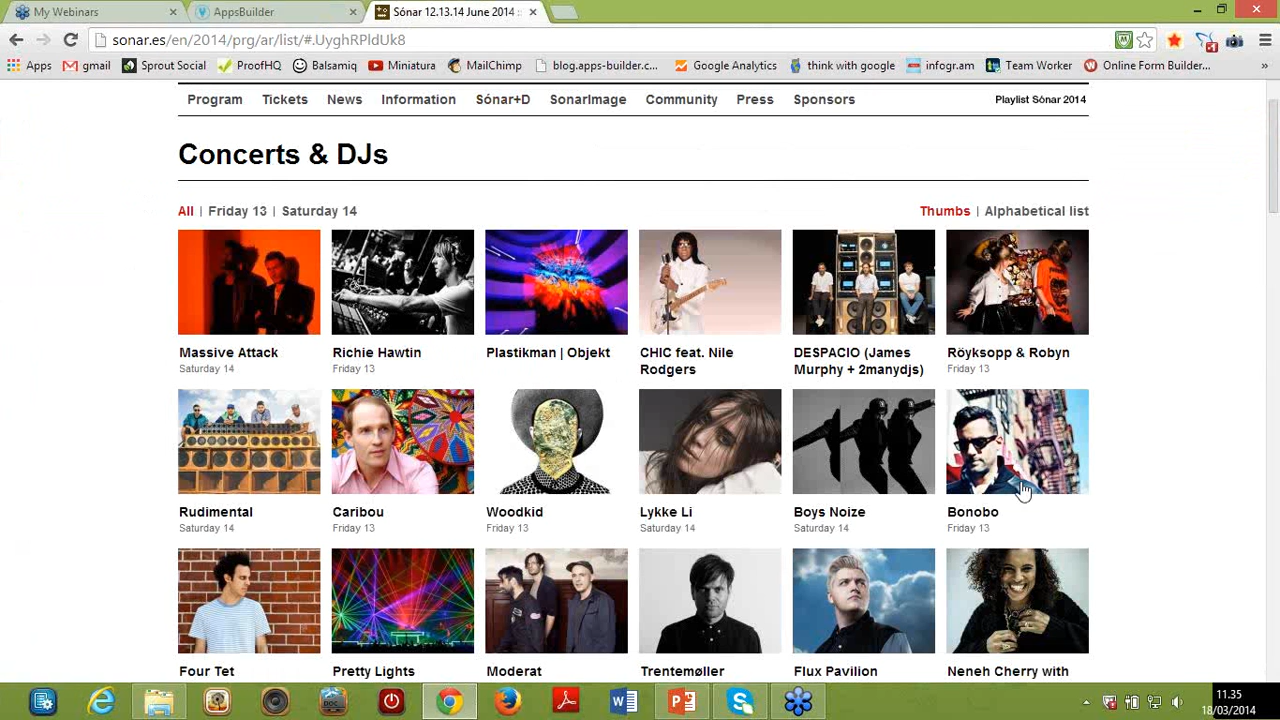 My Webinars
AppsBuilder
Sónar 12.13.14 June 2014 ::
sonar.es/en/2014/prg/ar/list/#.UyghRPldUk8
Apps gmail Sprout Social ProofHQ Balsamiq Miniatura MailChimp blog.apps-builder.c... Google Analytics think with google infogr.am Team Worker Online Form Builder... »
Program Tickets News Information Sónar+D SonarImage Community Press Sponsors Playlist Sónar 2014
Concerts & DJs
All | Friday 13 | Saturday 14 Thumbs | Alphabetical list
Massive Attack
Saturday 14
Richie Hawtin
Friday 13
Plastikman | Objekt
CHIC feat. Nile
Rodgers
DESPACIO (James
Murphy + 2manydjs)
Röyksopp & Robyn
Friday 13
Rudimental
Saturday 14
Caribou
Friday 13
Woodkid
Friday 13
Lykke Li
Saturday 14
Boys Noize
Saturday 14
Bonobo
Friday 13
Four Tet
Pretty Lights
Moderat
Trentemøller
Flux Pavilion
Neneh Cherry with
11.35
18/03/2014